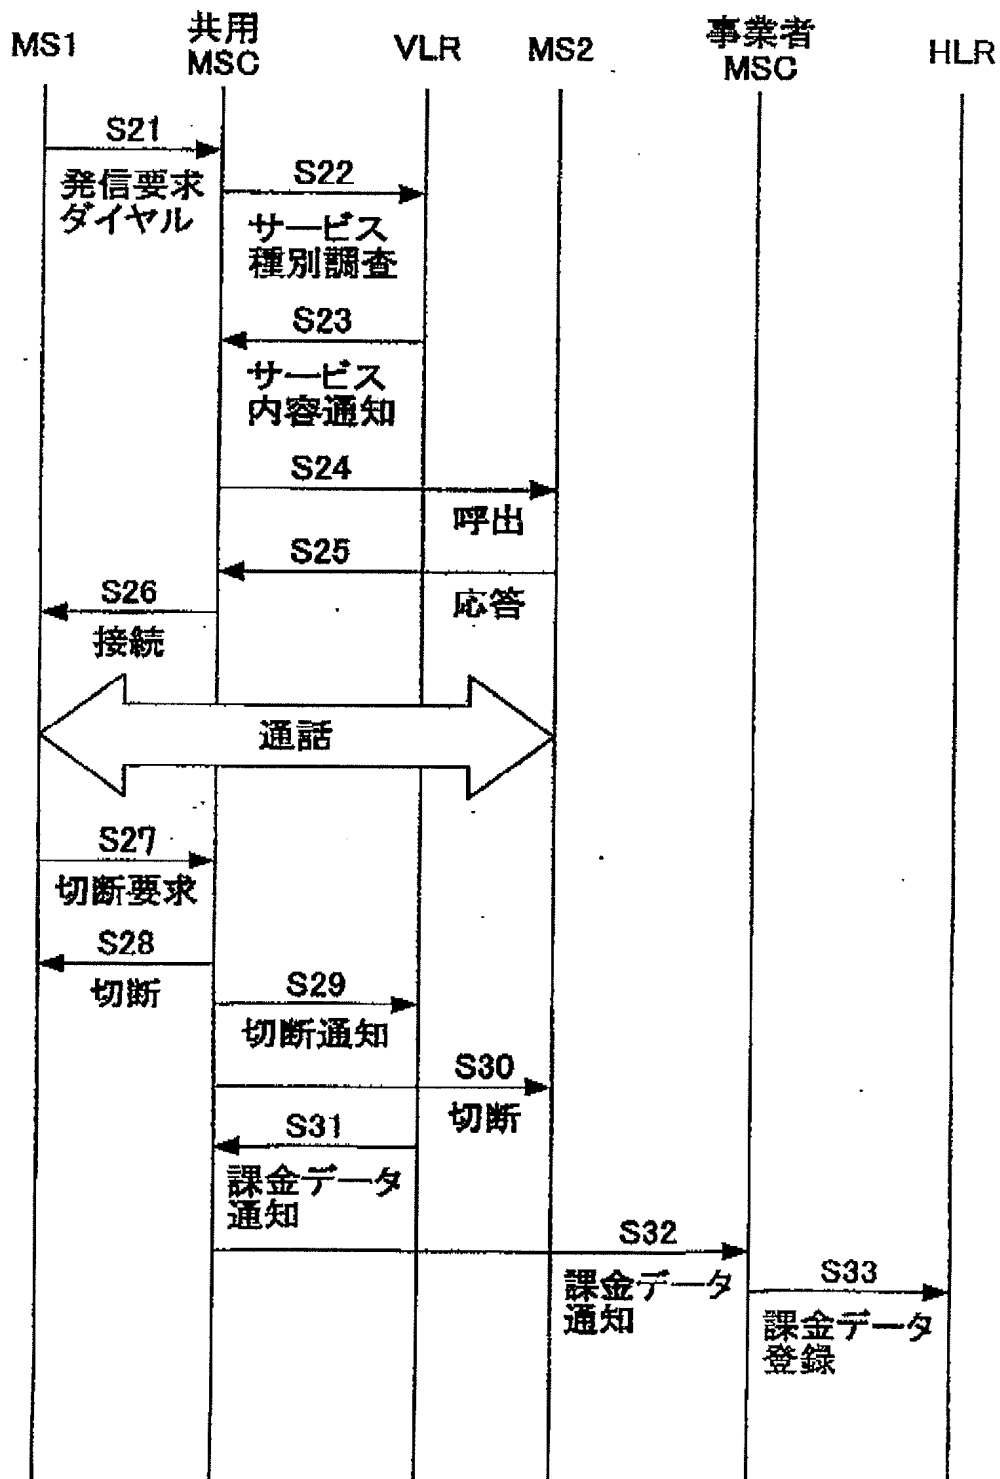 MS1
共用
MSC
VLR
MS2
事業者
MSC
HLR
S21
発信要求
ダイヤル
S22
サービス
種別調査
S23
サービス
内容通知
S24
呼出
S25
応答
S26
接続
通話
S27
切断要求
S28
切断
S29
切断通知
S30
切断
S31
課金データ
通知
S32
課金データ
通知
S33
課金データ
登録